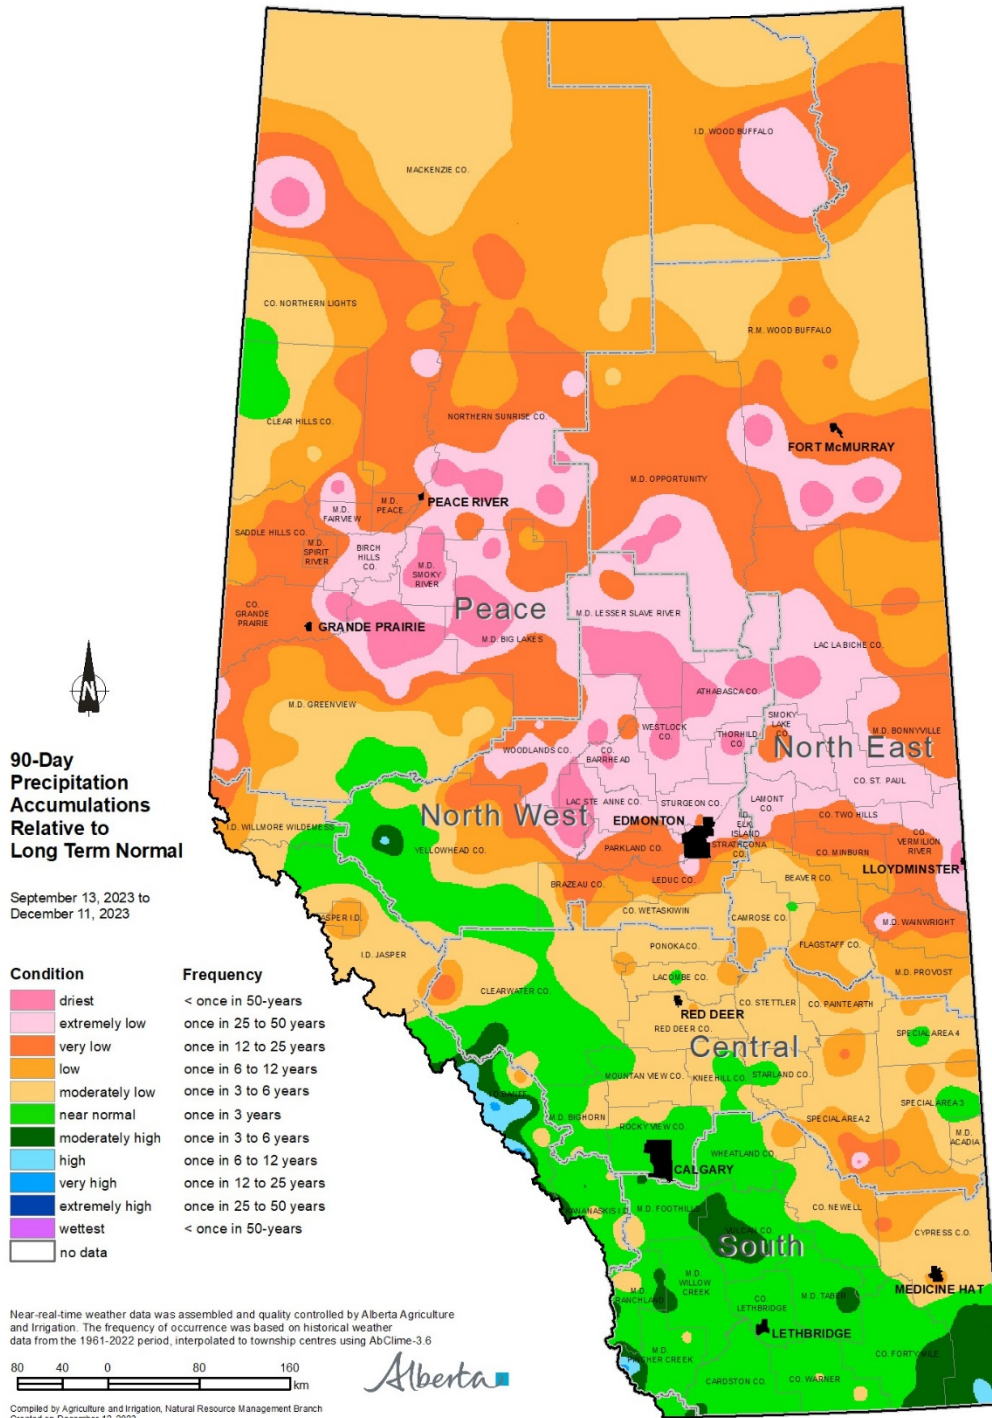 MACKENZIE CO.
I.D. WOOD BUFFALO
CO. NORTHERN LIGHTS
R.M. WOOD BUFFALO
CLEAR HILLS CO.
NORTHERN SUNRISE CO.
FORT McMURRAY
M.D. OPPORTUNITY
M.D.
PEACE
PEACE RIVER
M.D.
FAIRVIEW
SADDLE HILLS CO.
M.D.
SPIRIT
RIVER
BIRCH
HILLS
CO.
M.D.
SMOKY
RIVER
CO.
GRANDE
PRAIRIE
GRANDE PRAIRIE
Peace
M.D. BIG LAKES
M.D. LESSER SLAVE RIVER
LAC LA BICHE CO.
ATHABASCA CO.
M.D. GREENVIEW
WOODLANDS CO.
CO.
BARRHEAD
WESTLOCK
CO.
THORHILD
CO.
SMOKY
LAKE
CO.
M.D. BONNYVILLE
North East
CO. ST. PAUL
N
90-Day
Precipitation
Accumulations
Relative to
Long Term Normal
September 13, 2023 to
December 11, 2023
North West
LAC STE ANNE CO.
STURGEON CO.
LAMONT
CO.
EDMONTON
I.D.
ELK
ISLAND
STRATHCONA
CO.
CO. TWO HILLS
CO. MINBURN
CO.
VERMILION
RIVER
LLOYDMINSTER
I.D. WILLMORE WILDERNESS
YELLOWHEAD CO.
PARKLAND CO.
LEDUC CO.
BRAZEAU CO.
BEAVER CO.
CO. WETASKIWIN
CAMROSE CO.
M.D. WAINWRIGHT
JASPER I.D.
I.D. JASPER
PONOKA CO.
FLAGSTAFF CO.
M.D. PROVOST
CLEARWATER CO.
LACOMBE CO.
CO. STETTLER
CO. PAINTEARTH
RED DEER
RED DEER CO.
Central
SPECIAL AREA 4
MOUNTAIN VIEW CO.
KNEEHILL CO.
STARLAND CO.
I.D. BANFF
M.D. BIGHORN
ROCKY VIEW CO.
SPECIAL AREA 2
SPECIAL AREA 3
M.D.
ACADIA
CALGARY
WHEATLAND CO.
KANANASKIS I.D.
M.D. FOOTHILLS
CO. NEWELL
VULCAN CO.
South
CYPRESS C.O.
M.D.
RANCHLAND
M.D.
WILLOW
CREEK
CO.
LETHBRIDGE
M.D. TABER
MEDICINE HAT
LETHBRIDGE
M.D.
PINCHER CREEK
CARDSTON CO.
CO. WARNER
CO. FORTY MILE
Condition Frequency
driest < once in 50-years
extremely low once in 25 to 50 years
very low once in 12 to 25 years
low once in 6 to 12 years
moderately low once in 3 to 6 years
near normal once in 3 years
moderately high once in 3 to 6 years
high once in 6 to 12 years
very high once in 12 to 25 years
extremely high once in 25 to 50 years
wettest < once in 50-years
no data
Near-real-time weather data was assembled and quality controlled by Alberta Agriculture
and Irrigation. The frequency of occurrence was based on historical weather
data from the 1961-2022 period, interpolated to township centres using AbClime-3.6
80 40 0 80 160
km
Alberta
Compiled by Agriculture and Irrigation, Natural Resource Management Branch
Created on December 12, 2023